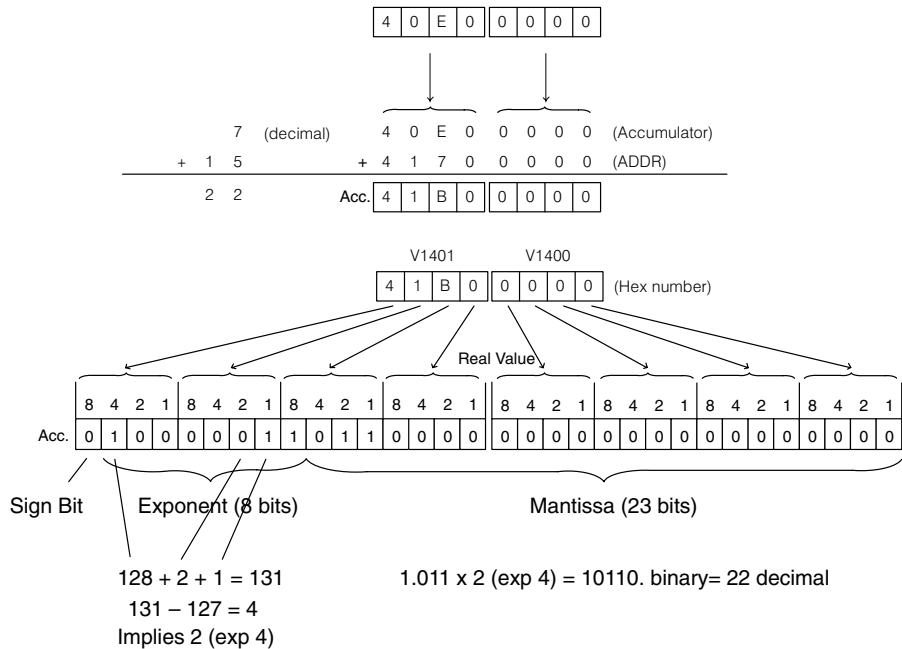 4 0 E 0 0 0 0 0
7 (decimal) 4 0 E 0 0 0 0 0 (Accumulator)
+ 1 5 + 4 1 7 0 0 0 0 0 (ADDR)
2 2 Acc. 4 1 B 0 0 0 0 0
V1401 V1400
4 1 B 0 0 0 0 0 (Hex number)
Real Value
8 4 2 1 8 4 2 1 8 4 2 1 8 4 2 1 8 4 2 1 8 4 2 1 8 4 2 1 8 4 2 1
Acc. 0 1 0 0 0 0 0 1 1 0 1 1 0 0 0 0 0 0 0 0 0 0 0 0 0 0 0 0 0 0 0 0
Sign Bit Exponent (8 bits) Mantissa (23 bits)
128 + 2 + 1 = 131 1.011 x 2 (exp 4) = 10110. binary= 22 decimal
131 – 127 = 4
Implies 2 (exp 4)